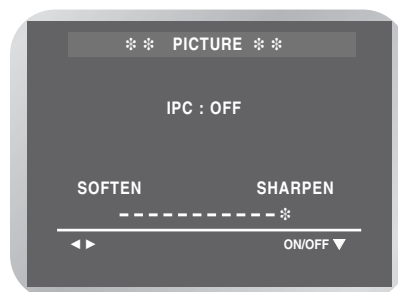 ❇ ❇ PICTURE ❇ ❇
IPC : OFF
SOFTEN SHARPEN
– – – – – – – – – – – ❇
◀ ▶ ON/OFF ▼